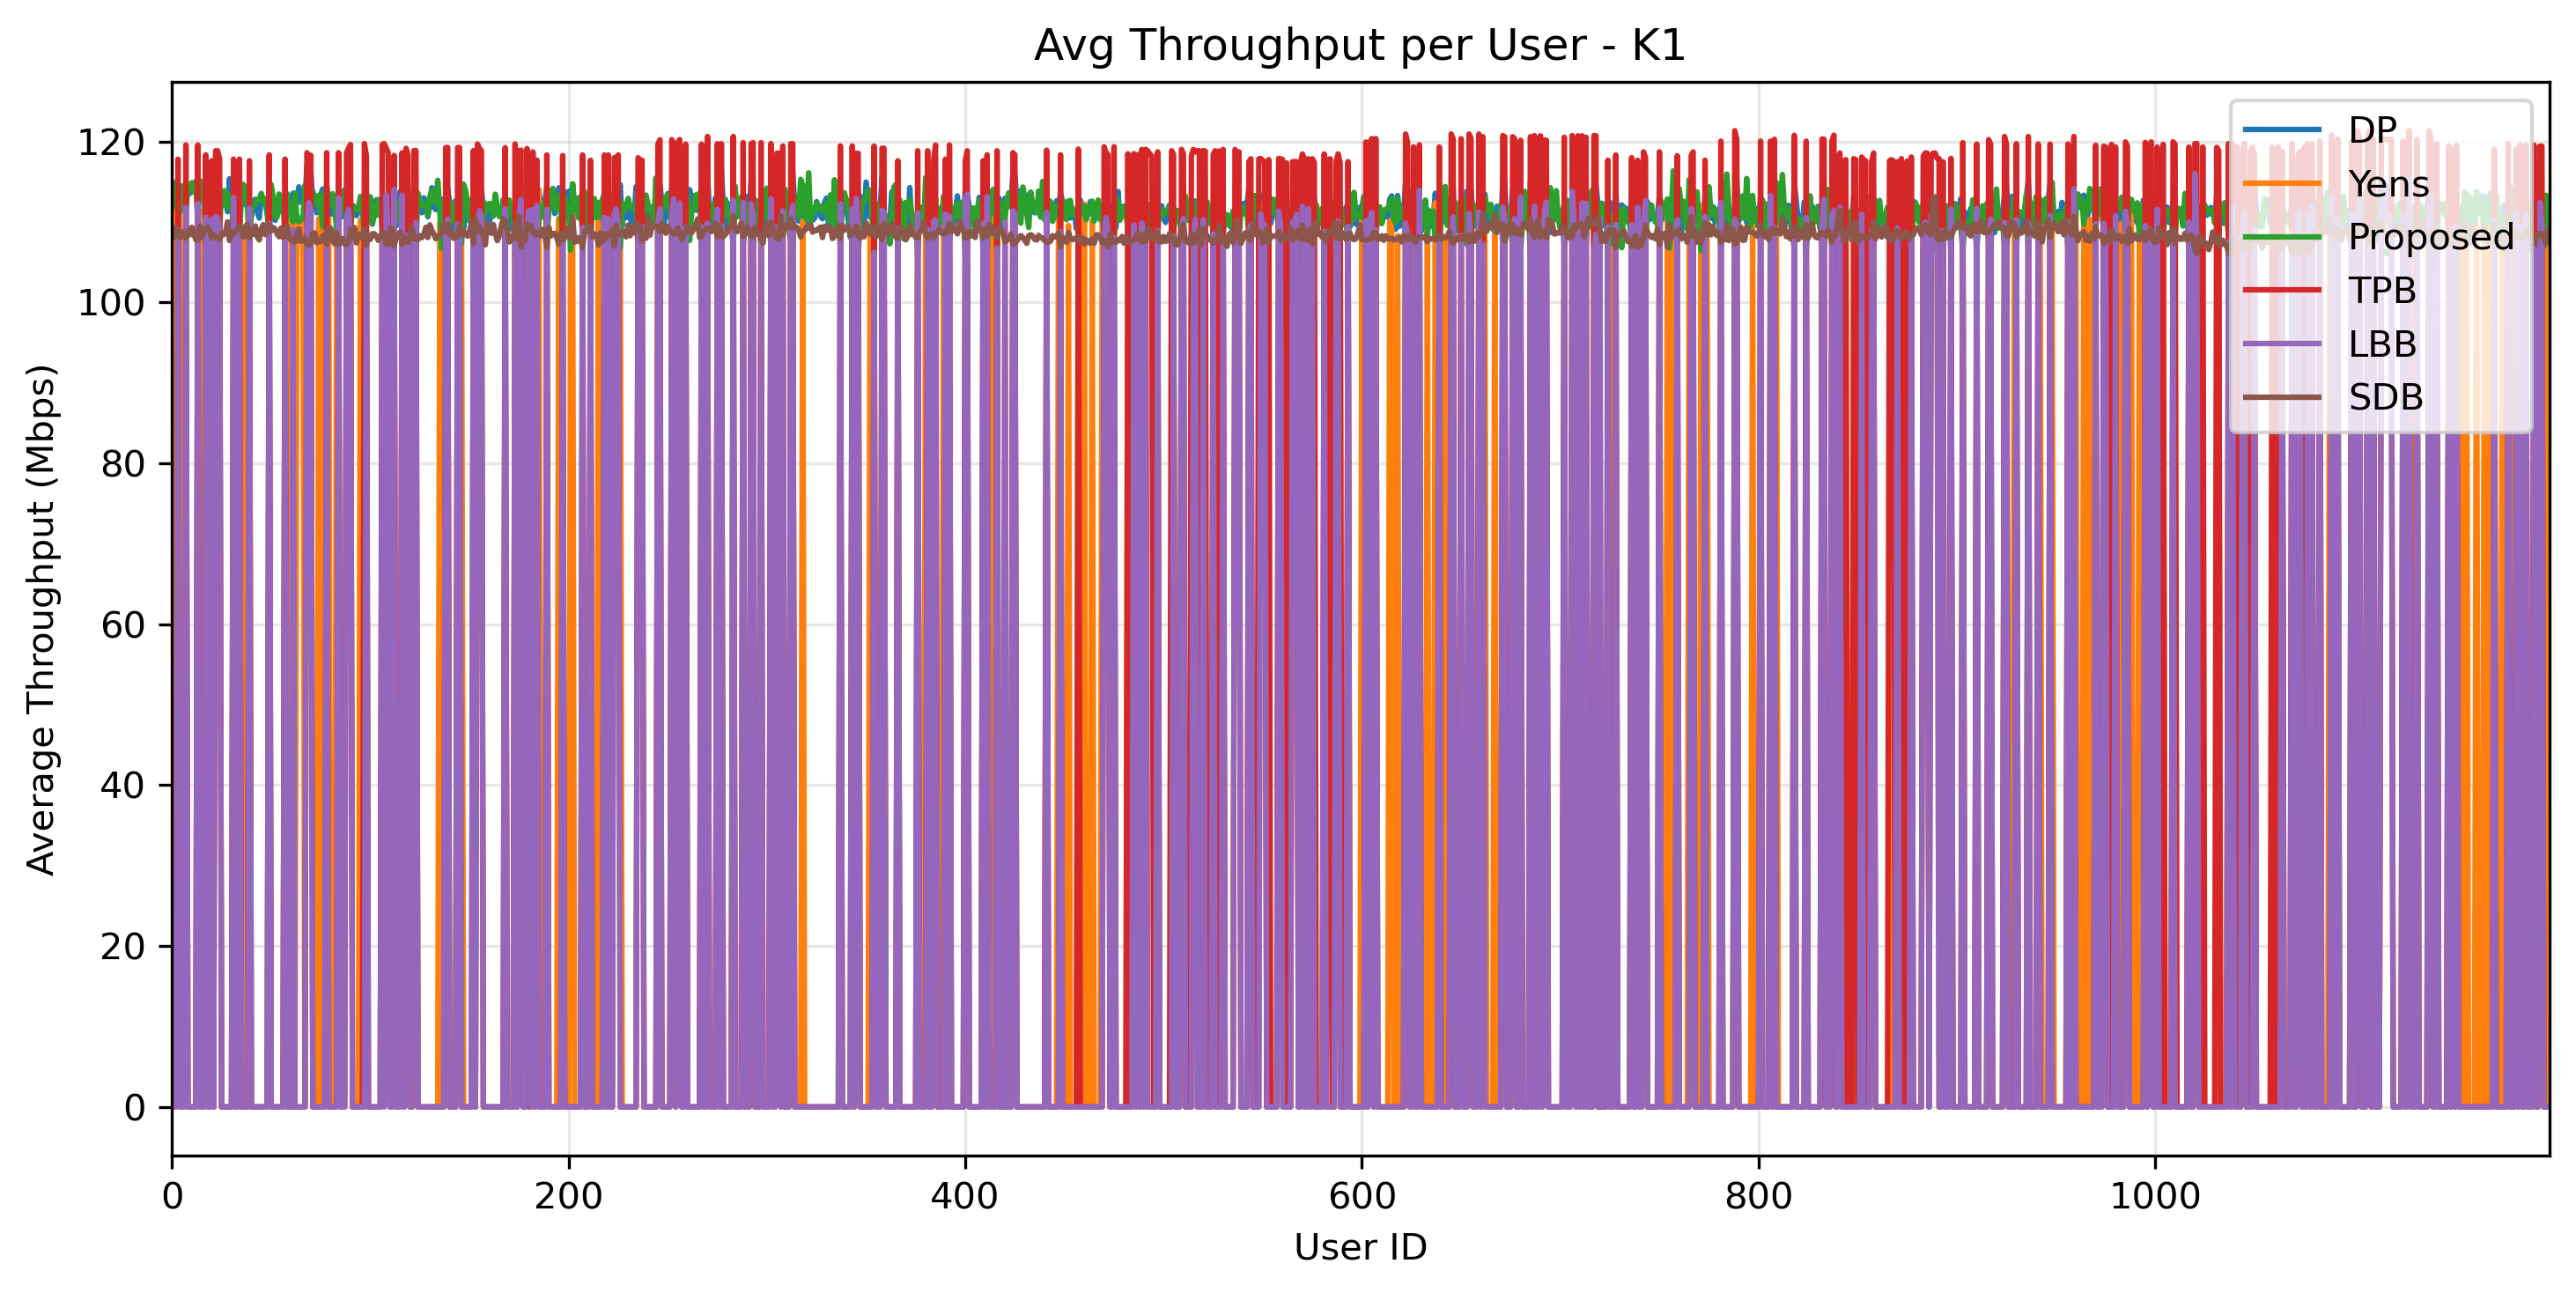 Avg Throughput per User - K1
120
100
80
60
40
20
0
Average Throughput (Mbps)
0 200 400 600 800 1000
User ID
DP
Yens
Proposed
TPB
LBB
SDB